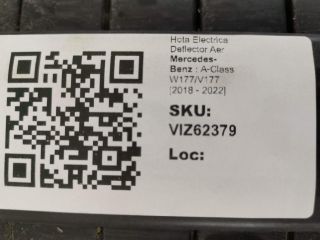 Hota Electrica
Deflector Aer
Mercedes-
Benz : A-Class
W177/V177
[2018 - 2022]
SKU:
VIZ62379
Loc: